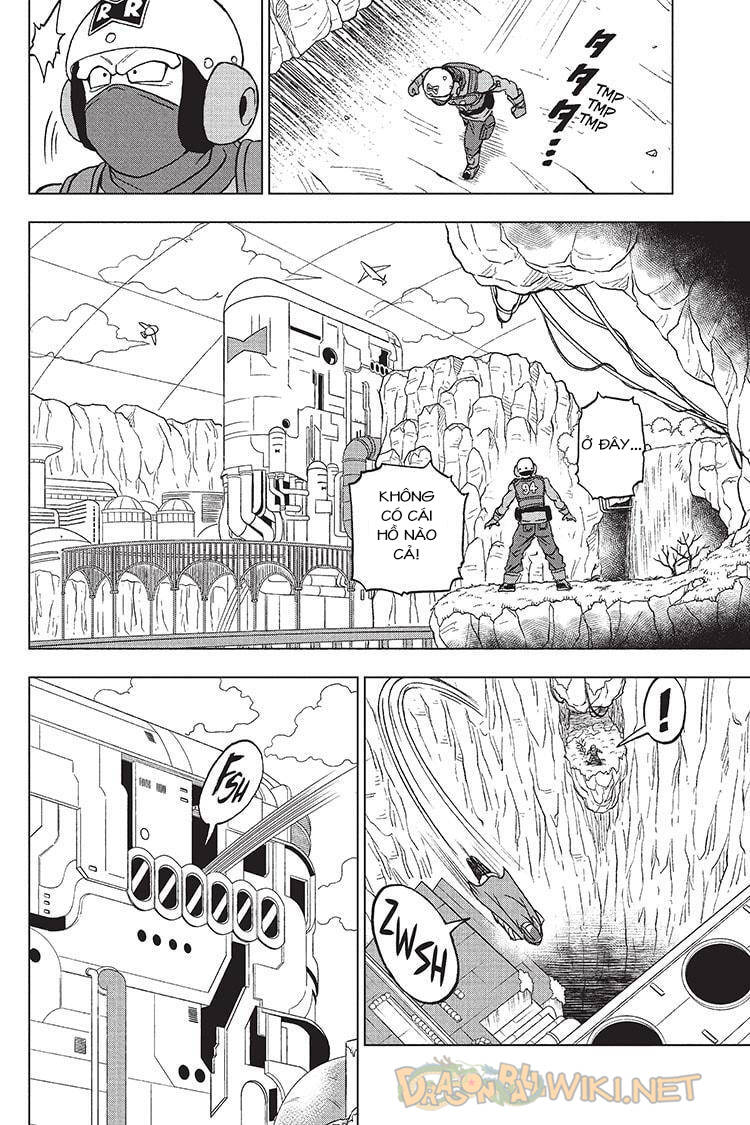 RR
タ
タ
タ…
TMP
TMP
TMP
Ở ĐÂY...
KHÔNG
CÓ CÁI
HỒ NÀO
CẢ!
94
!
ZWSH
FSH
DRAGONBALLWIKI.NET